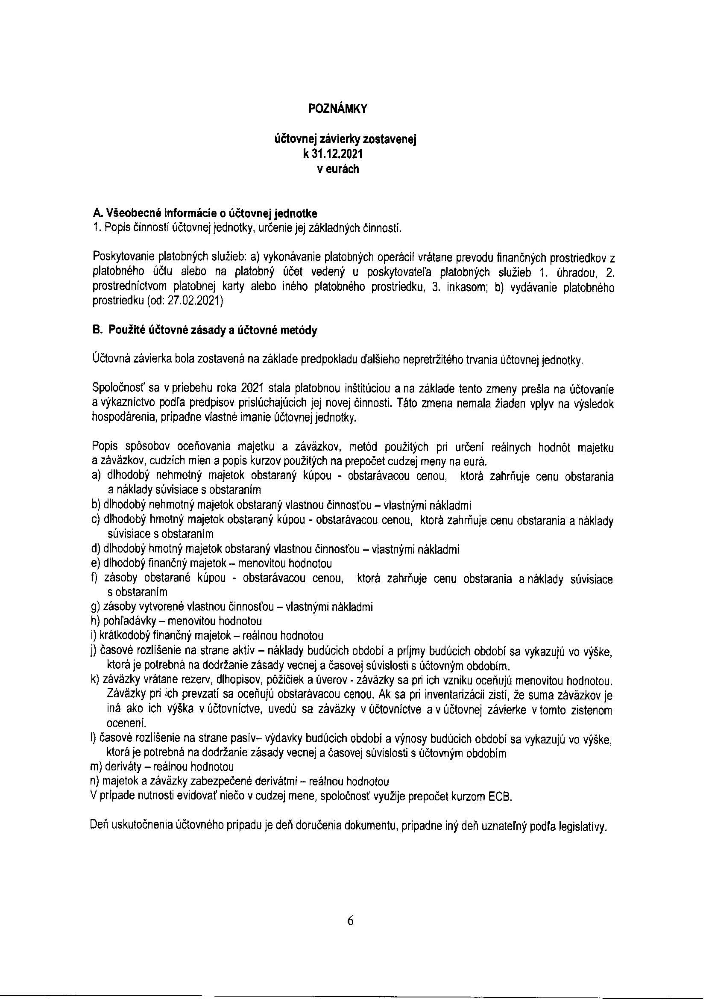 POZNÁMKY
účtovnej závierky zostavenej
k 31.12.2021
v eurách
A. Všeobecné informácie o účtovnej jednotke
1. Popis činností účtovnej jednotky, určenie jej základných činností.
Poskytovanie platobných služieb: a) vykonávanie platobných operácií vrátane prevodu finančných prostriedkov z
platobného účtu alebo na platobný účet vedený u poskytovateľa platobných služieb 1. úhradou, 2.
prostredníctvom platobnej karty alebo iného platobného prostriedku, 3. inkasom; b) vydávanie platobného
prostriedku (od: 27.02.2021)
B. Použité účtovné zásady a účtovné metódy
Účtovná závierka bola zostavená na základe predpokladu ďalšieho nepretržitého trvania účtovnej jednotky.
Spoločnosť sa v priebehu roka 2021 stala platobnou inštitúciou a na základe tento zmeny prešla na účtovanie
a výkazníctvo podľa predpisov prislúchajúcich jej novej činnosti. Táto zmena nemala žiaden vplyv na výsledok
hospodárenia, prípadne vlastné imanie účtovnej jednotky.
Popis spôsobov oceňovania majetku a záväzkov, metód použitých pri určení reálnych hodnôt majetku
a záväzkov, cudzích mien a popis kurzov použitých na prepočet cudzej meny na eurá.
a) dlhodobý nehmotný majetok obstaraný kúpou - obstarávacou cenou, ktorá zahrňuje cenu obstarania
a náklady súvisiace s obstaraním
b) dlhodobý nehmotný majetok obstaraný vlastnou činnosťou – vlastnými nákladmi
c) dlhodobý hmotný majetok obstaraný kúpou - obstarávacou cenou, ktorá zahrňuje cenu obstarania a náklady
súvisiace s obstaraním
d) dlhodobý hmotný majetok obstaraný vlastnou činnosťou – vlastnými nákladmi
e) dlhodobý finančný majetok – menovitou hodnotou
f) zásoby obstarané kúpou - obstarávacou cenou, ktorá zahrňuje cenu obstarania a náklady súvisiace
s obstaraním
g) zásoby vytvorené vlastnou činnosťou – vlastnými nákladmi
h) pohľadávky – menovitou hodnotou
i) krátkodobý finančný majetok – reálnou hodnotou
j) časové rozlíšenie na strane aktív – náklady budúcich období a príjmy budúcich období sa vykazujú vo výške,
ktorá je potrebná na dodržanie zásady vecnej a časovej súvislosti s účtovným obdobím.
k) záväzky vrátane rezerv, dlhopisov, pôžičiek a úverov - záväzky sa pri ich vzniku oceňujú menovitou hodnotou.
Záväzky pri ich prevzatí sa oceňujú obstarávacou cenou. Ak sa pri inventarizácii zistí, že suma záväzkov je
iná ako ich výška v účtovníctve, uvedú sa záväzky v účtovníctve a v účtovnej závierke v tomto zistenom
ocenení.
l) časové rozlíšenie na strane pasív– výdavky budúcich období a výnosy budúcich období sa vykazujú vo výške,
ktorá je potrebná na dodržanie zásady vecnej a časovej súvislosti s účtovným obdobím
m) deriváty – reálnou hodnotou
n) majetok a záväzky zabezpečené derivátmi – reálnou hodnotou
V prípade nutnosti evidovať niečo v cudzej mene, spoločnosť využije prepočet kurzom ECB.
Deň uskutočnenia účtovného prípadu je deň doručenia dokumentu, prípadne iný deň uznateľný podľa legislatívy.
6